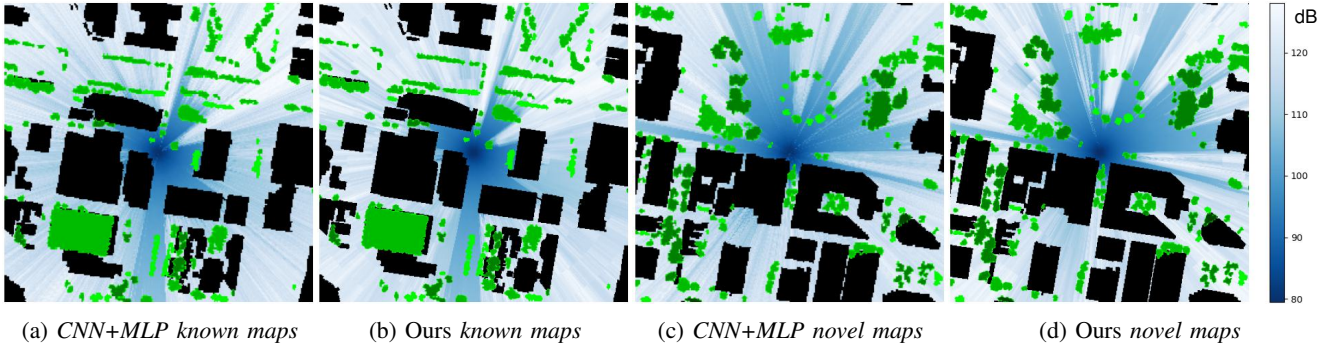 dB
120
110
100
90
80
(a) CNN+MLP known maps
(b) Ours known maps
(c) CNN+MLP novel maps
(d) Ours novel maps